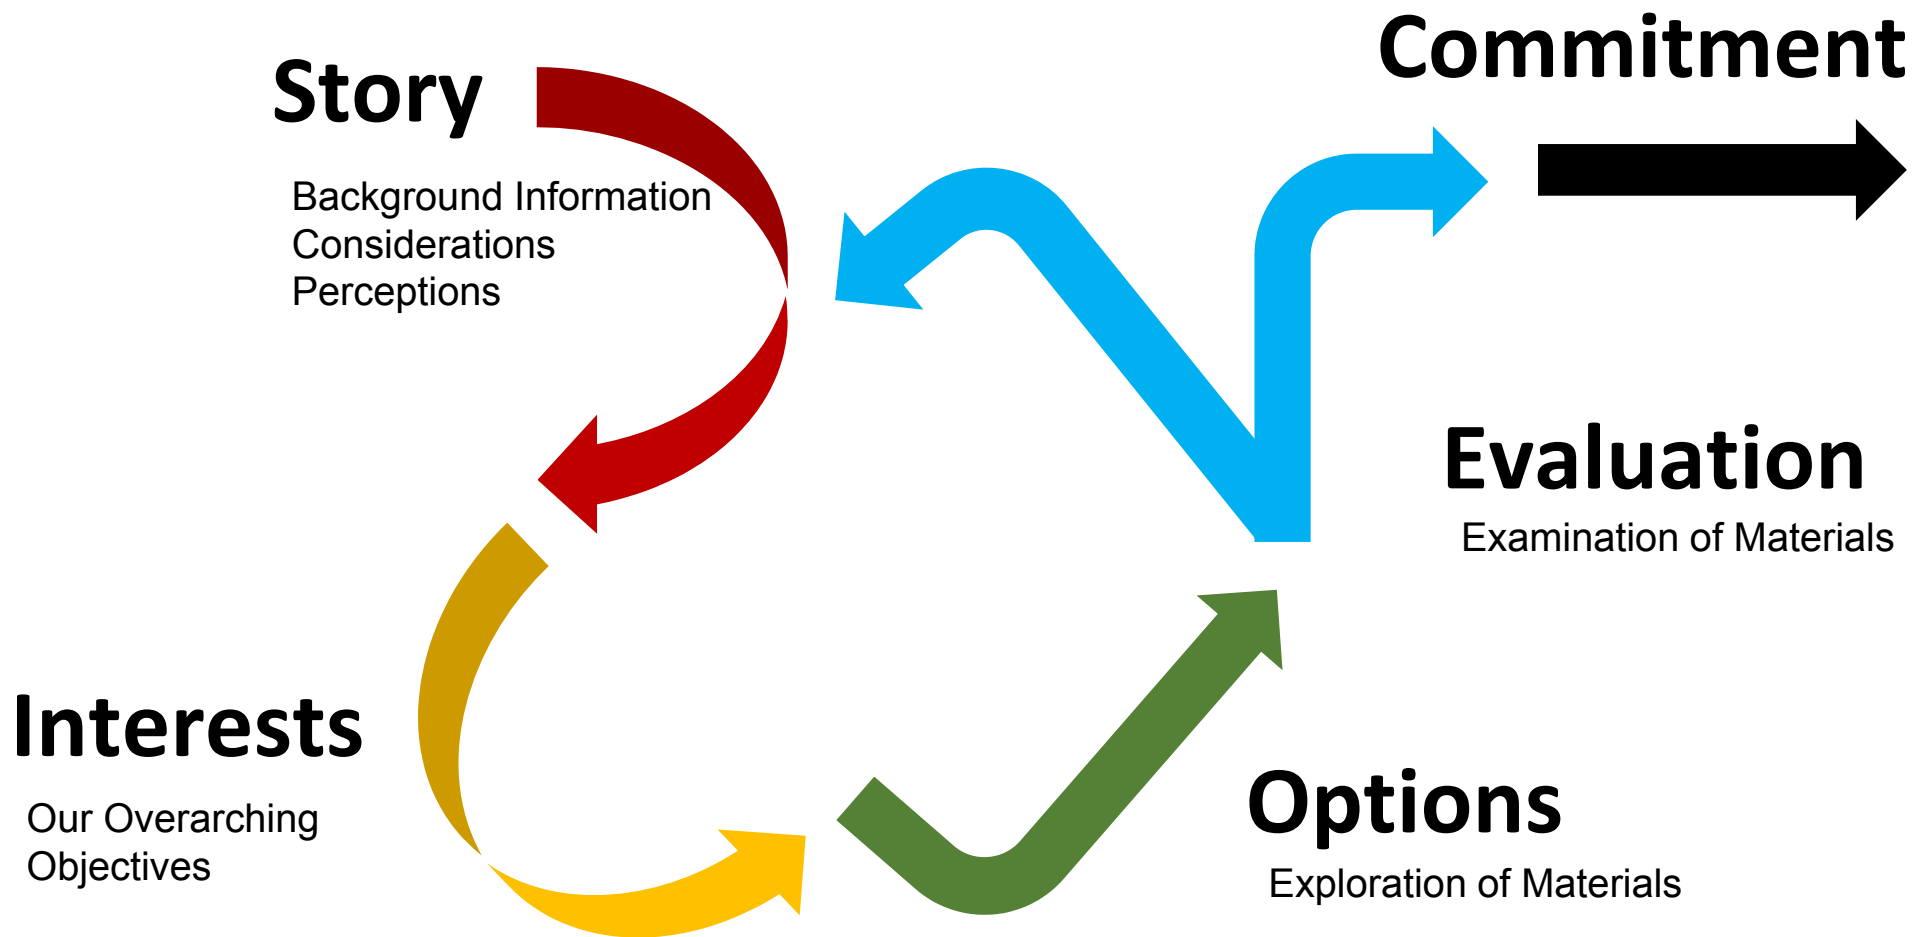 Story
Background Information
Considerations
Perceptions
Interests
Our Overarching
Objectives
Options
Exploration of Materials
Evaluation
Examination of Materials
Commitment